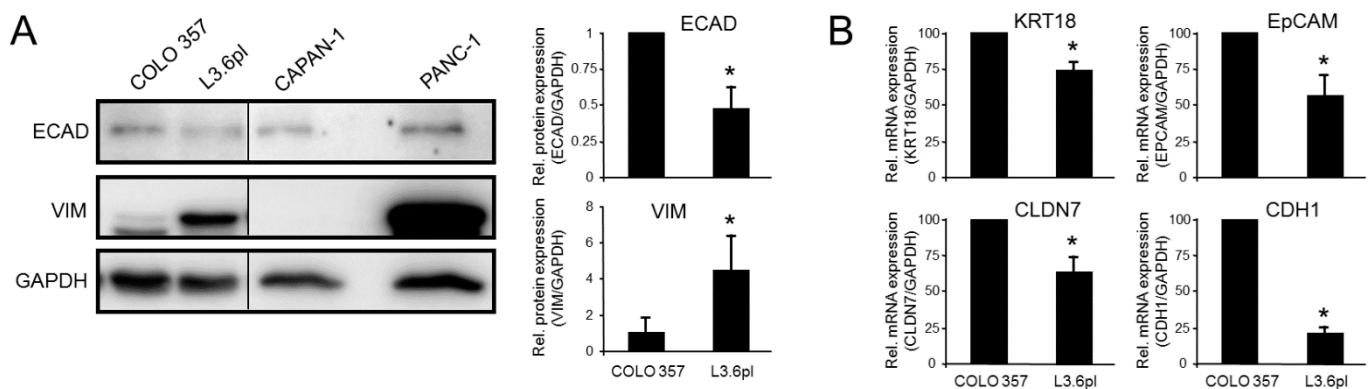 A
COLO 357
L3.6pl
CAPAN-1
PANC-1
ECAD
VIM
GAPDH
ECAD
Rel. protein expression
(ECAD/GAPDH)
1
0.75
0.5
0.25
0
*
VIM
Rel. protein expression
(VIM/GAPDH)
8
6
4
2
0
*
COLO 357 L3.6pl
B
KRT18
Rel. mRNA expression
(KRT18/GAPDH)
100
75
50
25
0
*
EpCAM
Rel. mRNA expression
(EPCAM/GAPDH)
100
75
50
25
0
*
CLDN7
Rel. mRNA expression
(CLDN7/GAPDH)
100
75
50
25
0
*
COLO 357 L3.6pl
CDH1
Rel. mRNA expression
(CDH1/GAPDH)
100
75
50
25
0
*
COLO 357 L3.6pl